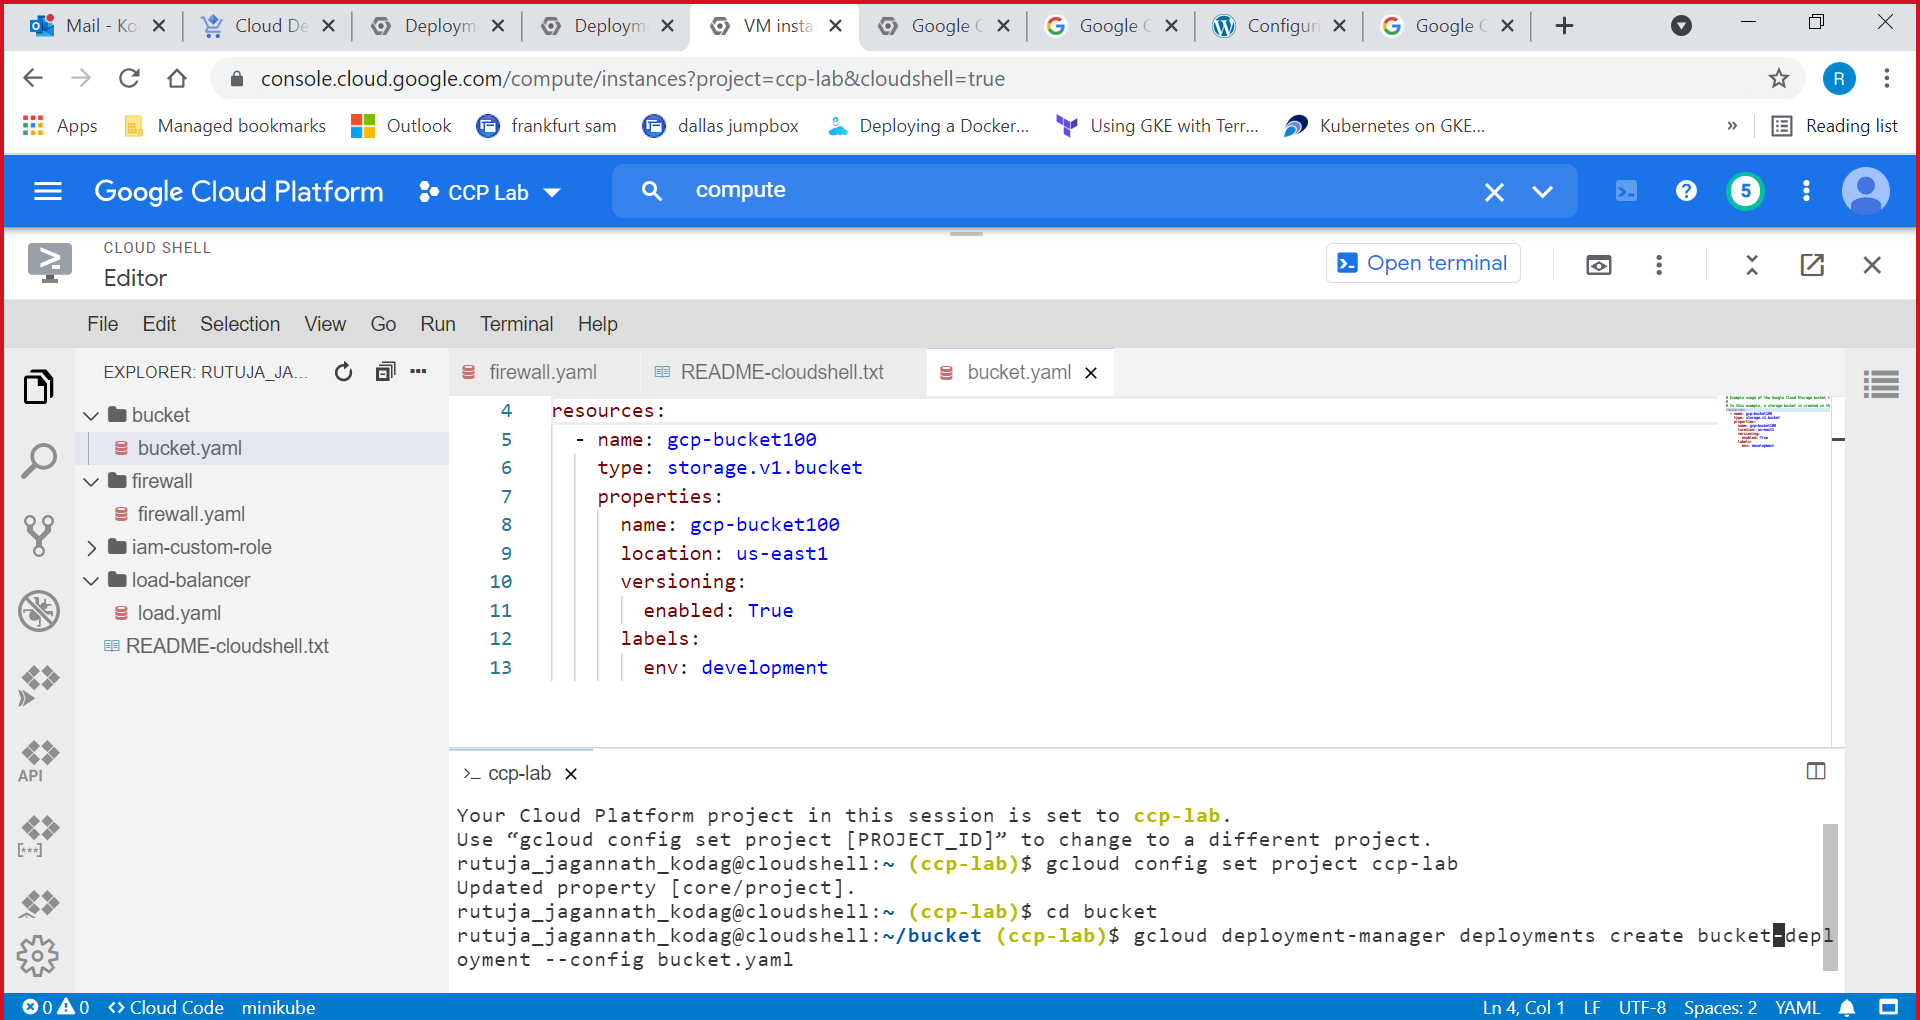 Mail - Ko
Cloud De
Deploym
Deploym
VM insta
Google C
Google C
Configuri
Google C
console.cloud.google.com/compute/instances?project=ccp-lab&cloudshell=true
R
Apps
Managed bookmarks
Outlook
frankfurt sam
dallas jumpbox
Deploying a Docker...
Using GKE with Terr...
Kubernetes on GKE...
»
Reading list
Google Cloud Platform
CCP Lab
compute
5
CLOUD SHELL
Editor
Open terminal
File Edit Selection View Go Run Terminal Help
EXPLORER: RUTUJA_JA...
bucket
bucket.yaml
firewall
firewall.yaml
iam-custom-role
load-balancer
load.yaml
README-cloudshell.txt
API
firewall.yaml
README-cloudshell.txt
bucket.yaml
4 resources:
5 - name: gcp-bucket100
6 type: storage.v1.bucket
7 properties:
8 name: gcp-bucket100
9 location: us-east1
10 versioning:
11 enabled: True
12 labels:
13 env: development
>_ ccp-lab
Your Cloud Platform project in this session is set to ccp-lab.
Use “gcloud config set project [PROJECT_ID]” to change to a different project.
rutuja_jagannath_kodag@cloudshell:~ (ccp-lab)$ gcloud config set project ccp-lab
Updated property [core/project].
rutuja_jagannath_kodag@cloudshell:~ (ccp-lab)$ cd bucket
rutuja_jagannath_kodag@cloudshell:~/bucket (ccp-lab)$ gcloud deployment-manager deployments create bucket-depl
oyment --config bucket.yaml
0 0 <> Cloud Code minikube
Ln 4, Col 1 LF UTF-8 Spaces: 2 YAML